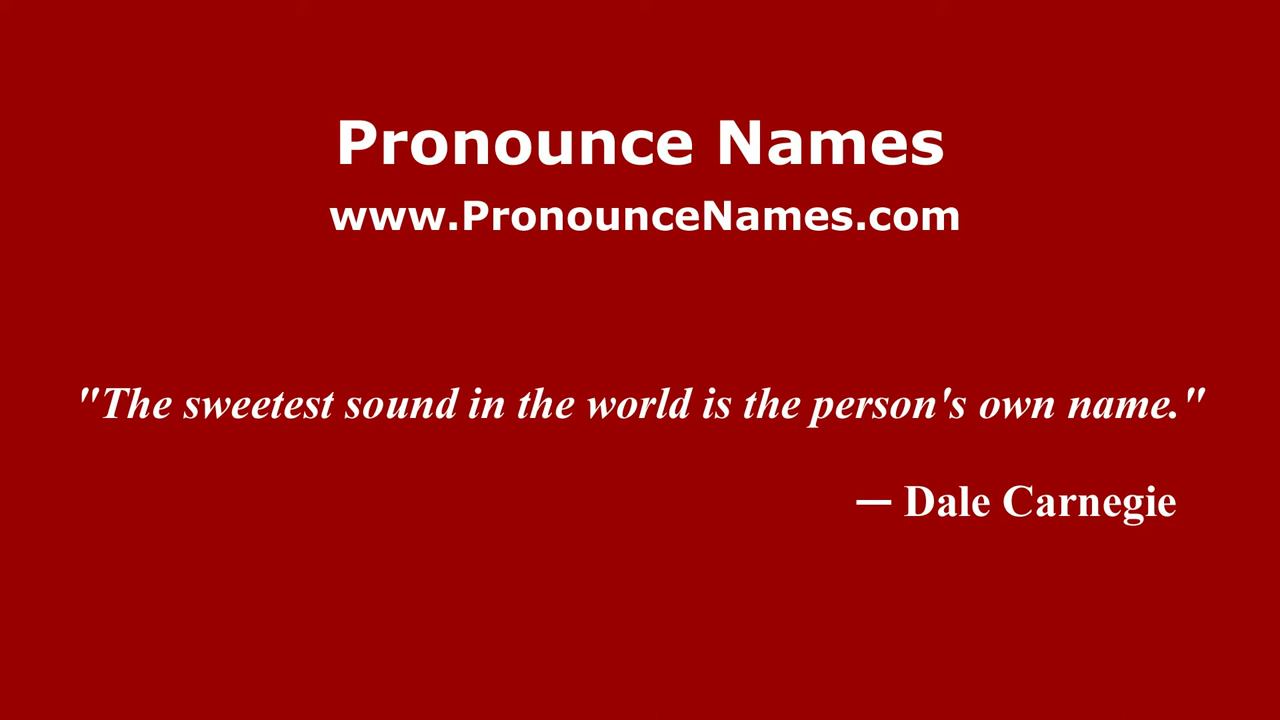 Pronounce Names
www.PronounceNames.com
"The sweetest sound in the world is the person's own name."
— Dale Carnegie